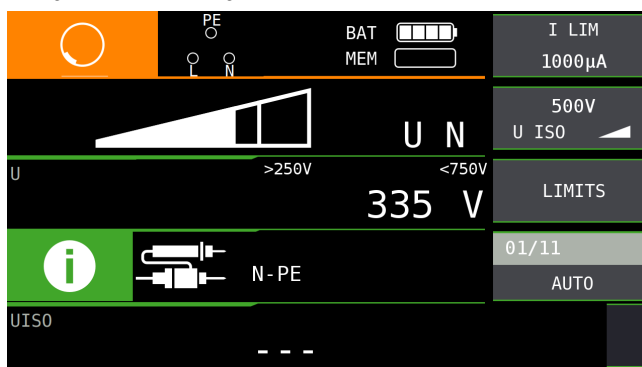 PE
L N
BAT
MEM
I LIM
1000µA
500V
U ISO
U N
U
>250V <750V
335 V
LIMITS
i
N-PE
01/11
AUTO
UISO
---